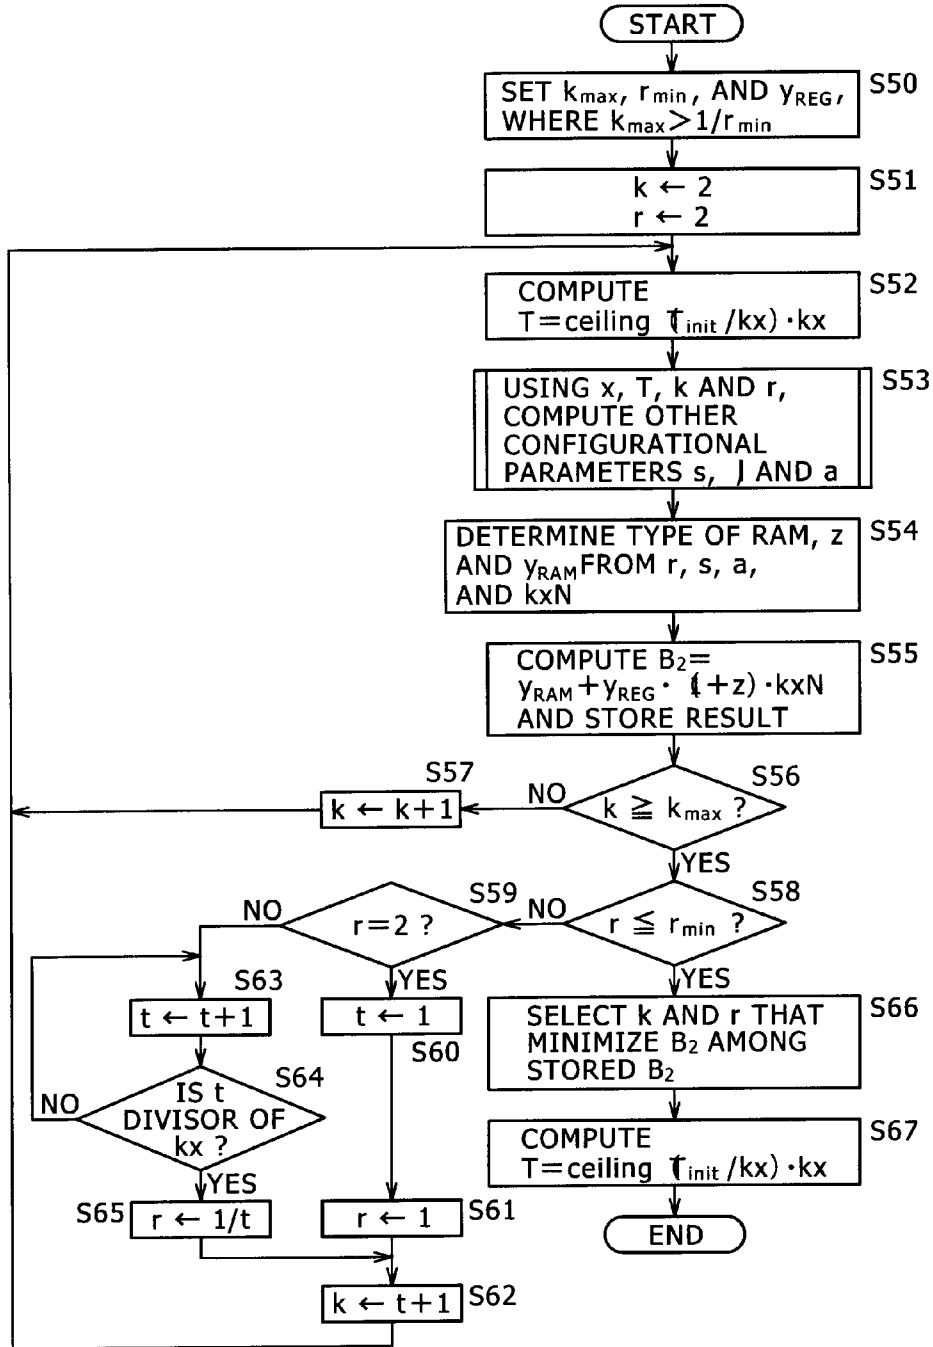 START
SET kmax, rmin, AND yREG,
WHERE kmax>1/rmin
S50
k ← 2
r ← 2
S51
COMPUTE
T=ceiling (Tinit/kx)·kx
S52
USING x, T, k AND r,
COMPUTE OTHER
CONFIGURATIONAL
PARAMETERS s, J AND a
S53
DETERMINE TYPE OF RAM, z
AND yRAM FROM r, s, a,
AND kxN
S54
COMPUTE B2=
yRAM+yREG·(1+z)·kxN
AND STORE RESULT
S55
S56
k ≧ kmax ?
NO
S57
k ← k+1
YES
S58
r ≦ rmin ?
NO
S59
r=2 ?
NO
YES
YES
S63
t ← t+1
t ← 1
S60
SELECT k AND r THAT
MINIMIZE B2 AMONG
STORED B2
S66
S64
IS t
DIVISOR OF
kx ?
NO
YES
COMPUTE
T=ceiling (Tinit/kx)·kx
S67
S65
r ← 1/t
r ← 1
S61
END
k ← t+1
S62